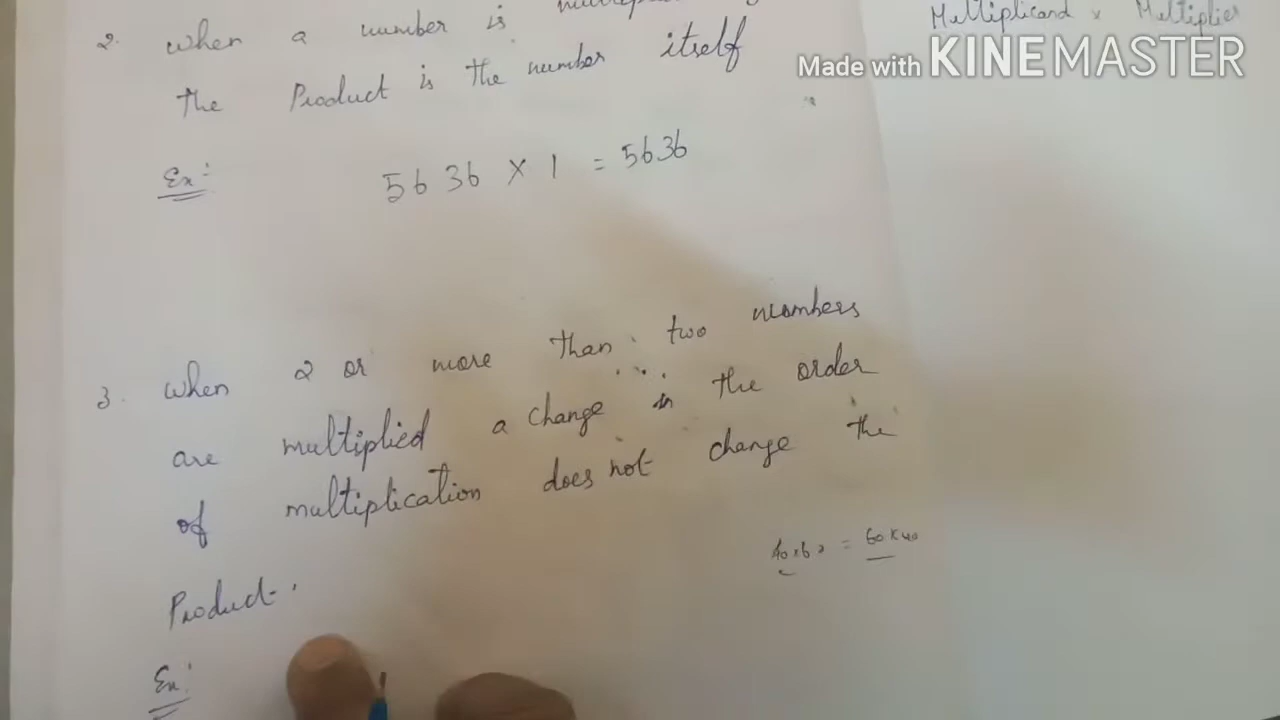 Multiplicand x Multiplier
Made with KINEMASTER
2. when a number is
the Product is the number itself
Ex:
5636 × 1 = 5636
3. when 2 or more than two numbers
are multiplied a change in the order
of multiplication does not change the
Product.
= 60x40
Ex: